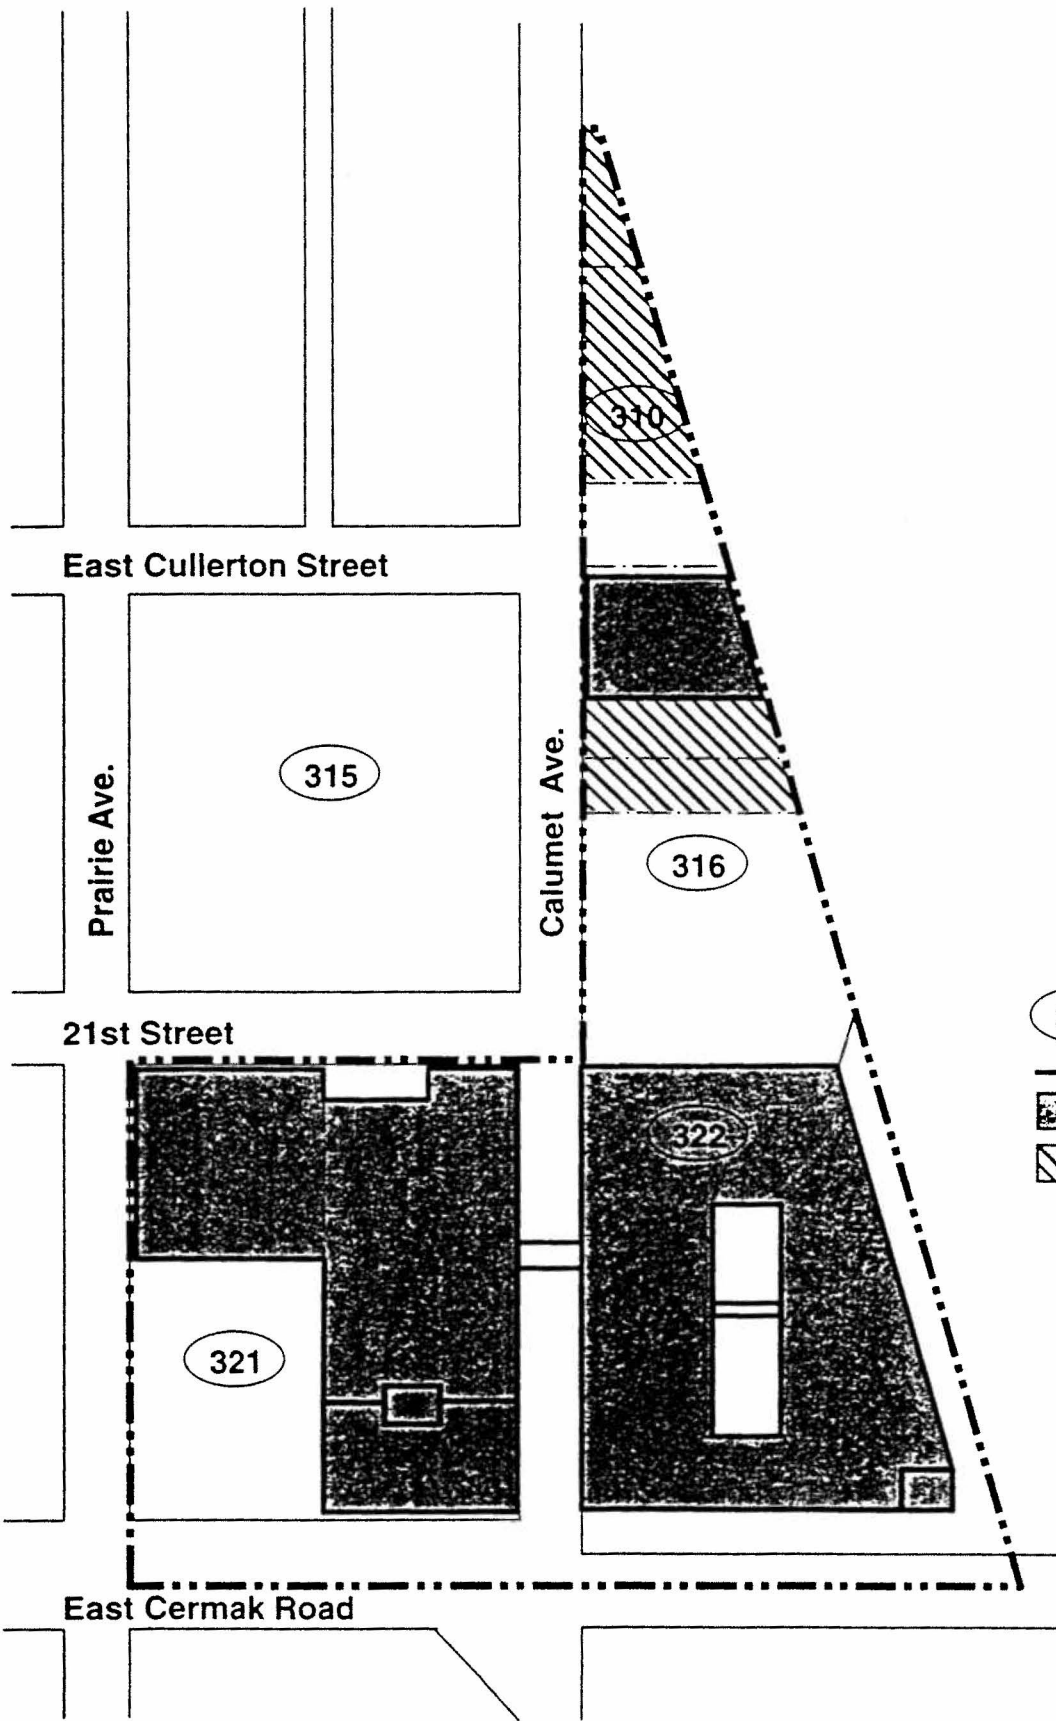 310
East Cullerton Street
315
Prairie Ave.
Calumet Ave.
316
21st Street
322
321
East Cermak Road